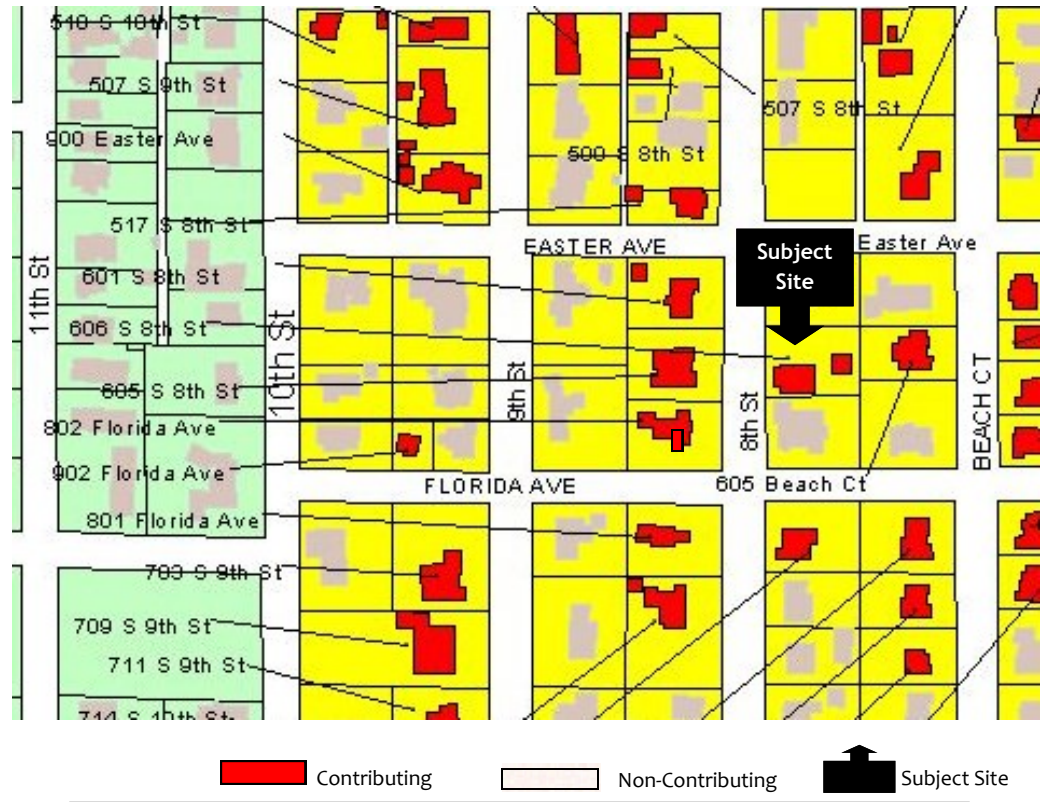 510 S 10th St
507 S 9th St
507 S 8th St
900 Easter Ave
500 S 8th St
517 S 8th St
EASTER AVE
Easter Ave
Subject
Site
11th St
601 S 8th St
606 S 8th St
10th St
9th St
8th St
BEACH CT
605 S 8th St
802 Florida Ave
902 Florida Ave
FLORIDA AVE
605 Beach Ct
801 Florida Ave
703 S 9th St
709 S 9th St
711 S 9th St
714 S 10th St
Contributing
Non-Contributing
Subject Site